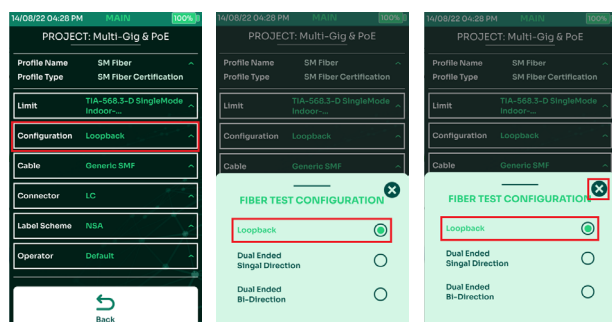 14/08/22 04:28 PM MAIN 100%
PROJECT: Multi-Gig & PoE
Profile Name SM Fiber
Profile Type SM Fiber Certification
Limit TIA-568.3-D SingleMode Indoor-...
Configuration Loopback
Cable Generic SMF
Connector LC
Label Scheme NSA
Operator Default
Back
14/08/22 04:28 PM MAIN 100%
PROJECT: Multi-Gig & PoE
Profile Name SM Fiber
Profile Type SM Fiber Certification
Limit TIA-568.3-D SingleMode Indoor-...
Configuration Loopback
Cable Generic SMF
FIBER TEST CONFIGURATION
Loopback
Dual Ended
Singal Direction
Dual Ended
Bi-Direction
14/08/22 04:28 PM MAIN 100%
PROJECT: Multi-Gig & PoE
Profile Name SM Fiber
Profile Type SM Fiber Certification
Limit TIA-568.3-D SingleMode Indoor-...
Configuration Loopback
Cable Generic SMF
FIBER TEST CONFIGURATION
Loopback
Dual Ended
Singal Direction
Dual Ended
Bi-Direction